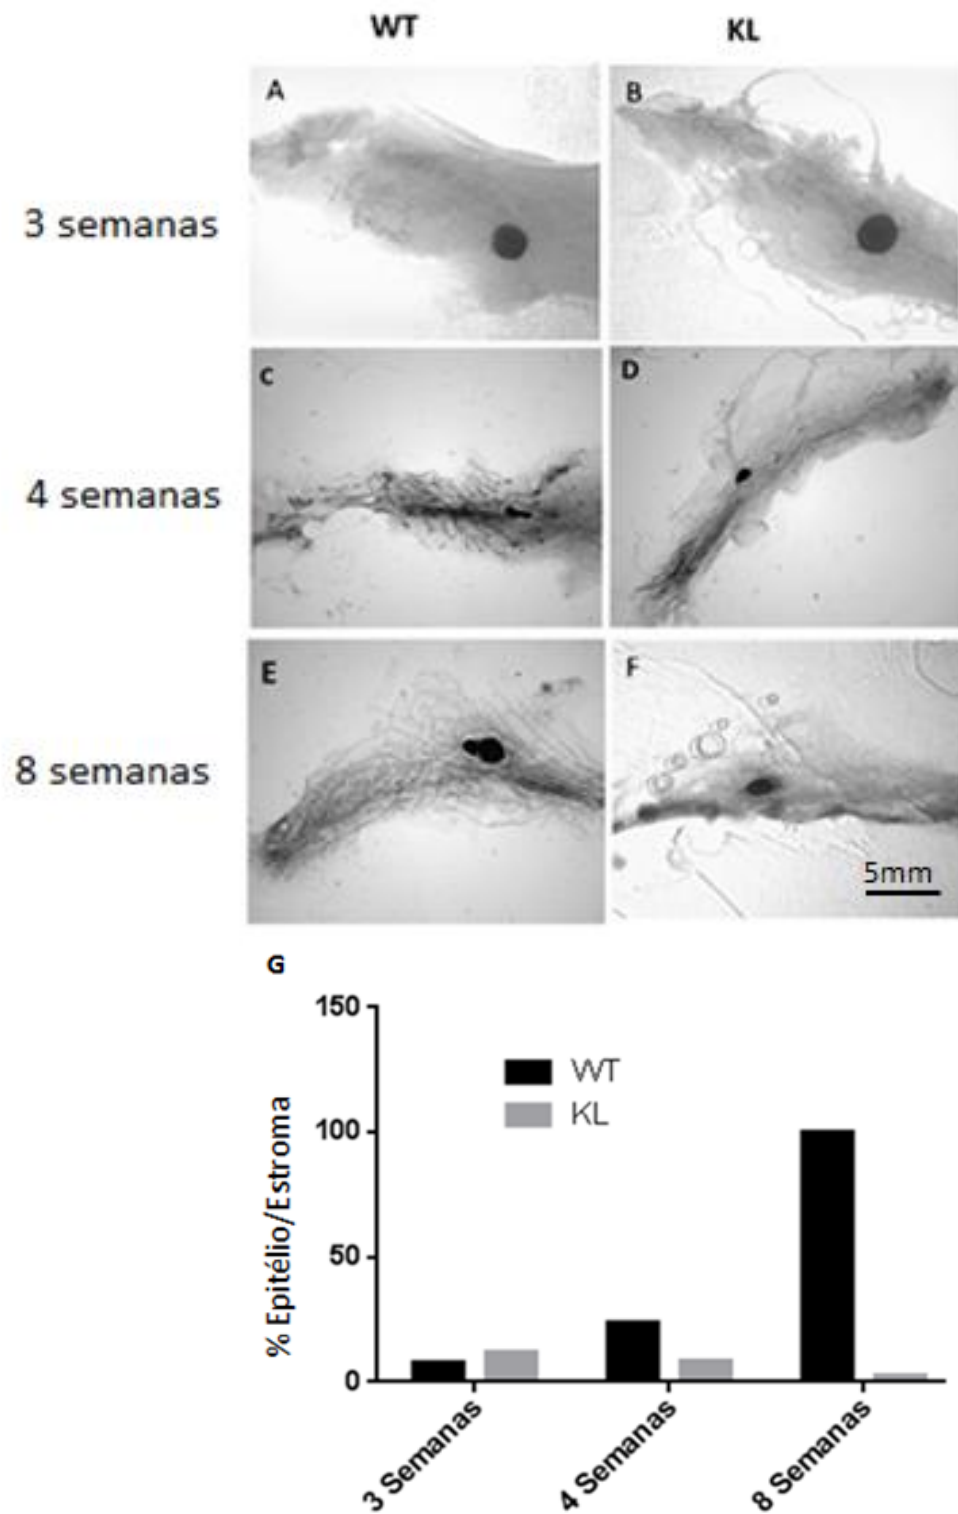 WT KL
A B
3 semanas
C D
4 semanas
E F
8 semanas
5mm
G
150
WT
KL
100
50
0
% Epitélio/Estroma
3 Semanas 4 Semanas 8 Semanas